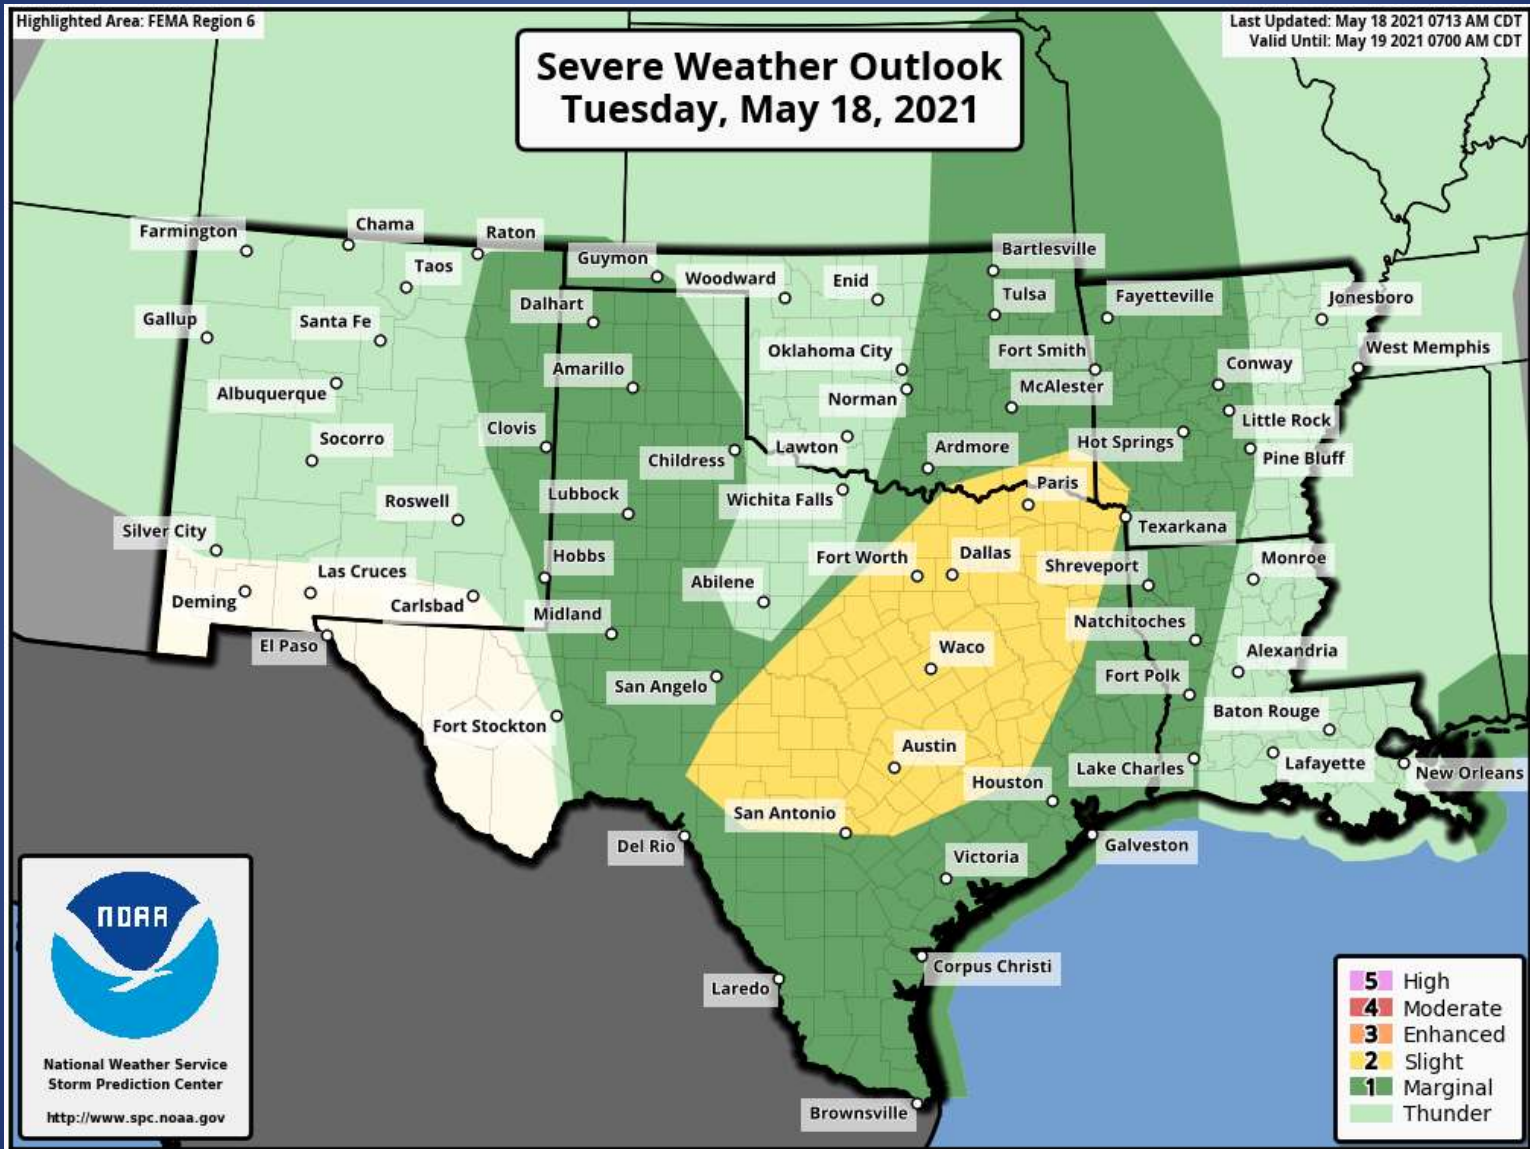 Highlighted Area: FEMA Region 6
Last Updated: May 18 2021 0713 AM CDT
Valid Until: May 19 2021 0700 AM CDT
Severe Weather Outlook
Tuesday, May 18, 2021
Farmington
Chama
Raton
Taos
Guymon
Woodward
Enid
Bartlesville
Tulsa
Fayetteville
Jonesboro
Gallup
Santa Fe
Dalhart
Oklahoma City
Fort Smith
West Memphis
Albuquerque
Amarillo
Norman
McAlester
Conway
Little Rock
Socorro
Clovis
Childress
Lawton
Ardmore
Hot Springs
Pine Bluff
Roswell
Lubbock
Wichita Falls
Paris
Texarkana
Silver City
Las Cruces
Hobbs
Abilene
Fort Worth
Dallas
Shreveport
Monroe
Deming
Carlsbad
Midland
Natchitoches
El Paso
San Angelo
Waco
Fort Polk
Alexandria
Fort Stockton
Austin
Houston
Lake Charles
Baton Rouge
Lafayette
New Orleans
Del Rio
San Antonio
Victoria
Galveston
Laredo
Corpus Christi
Brownsville
NOAA
National Weather Service
Storm Prediction Center
http://www.spc.noaa.gov
5 High
4 Moderate
3 Enhanced
2 Slight
1 Marginal
Thunder